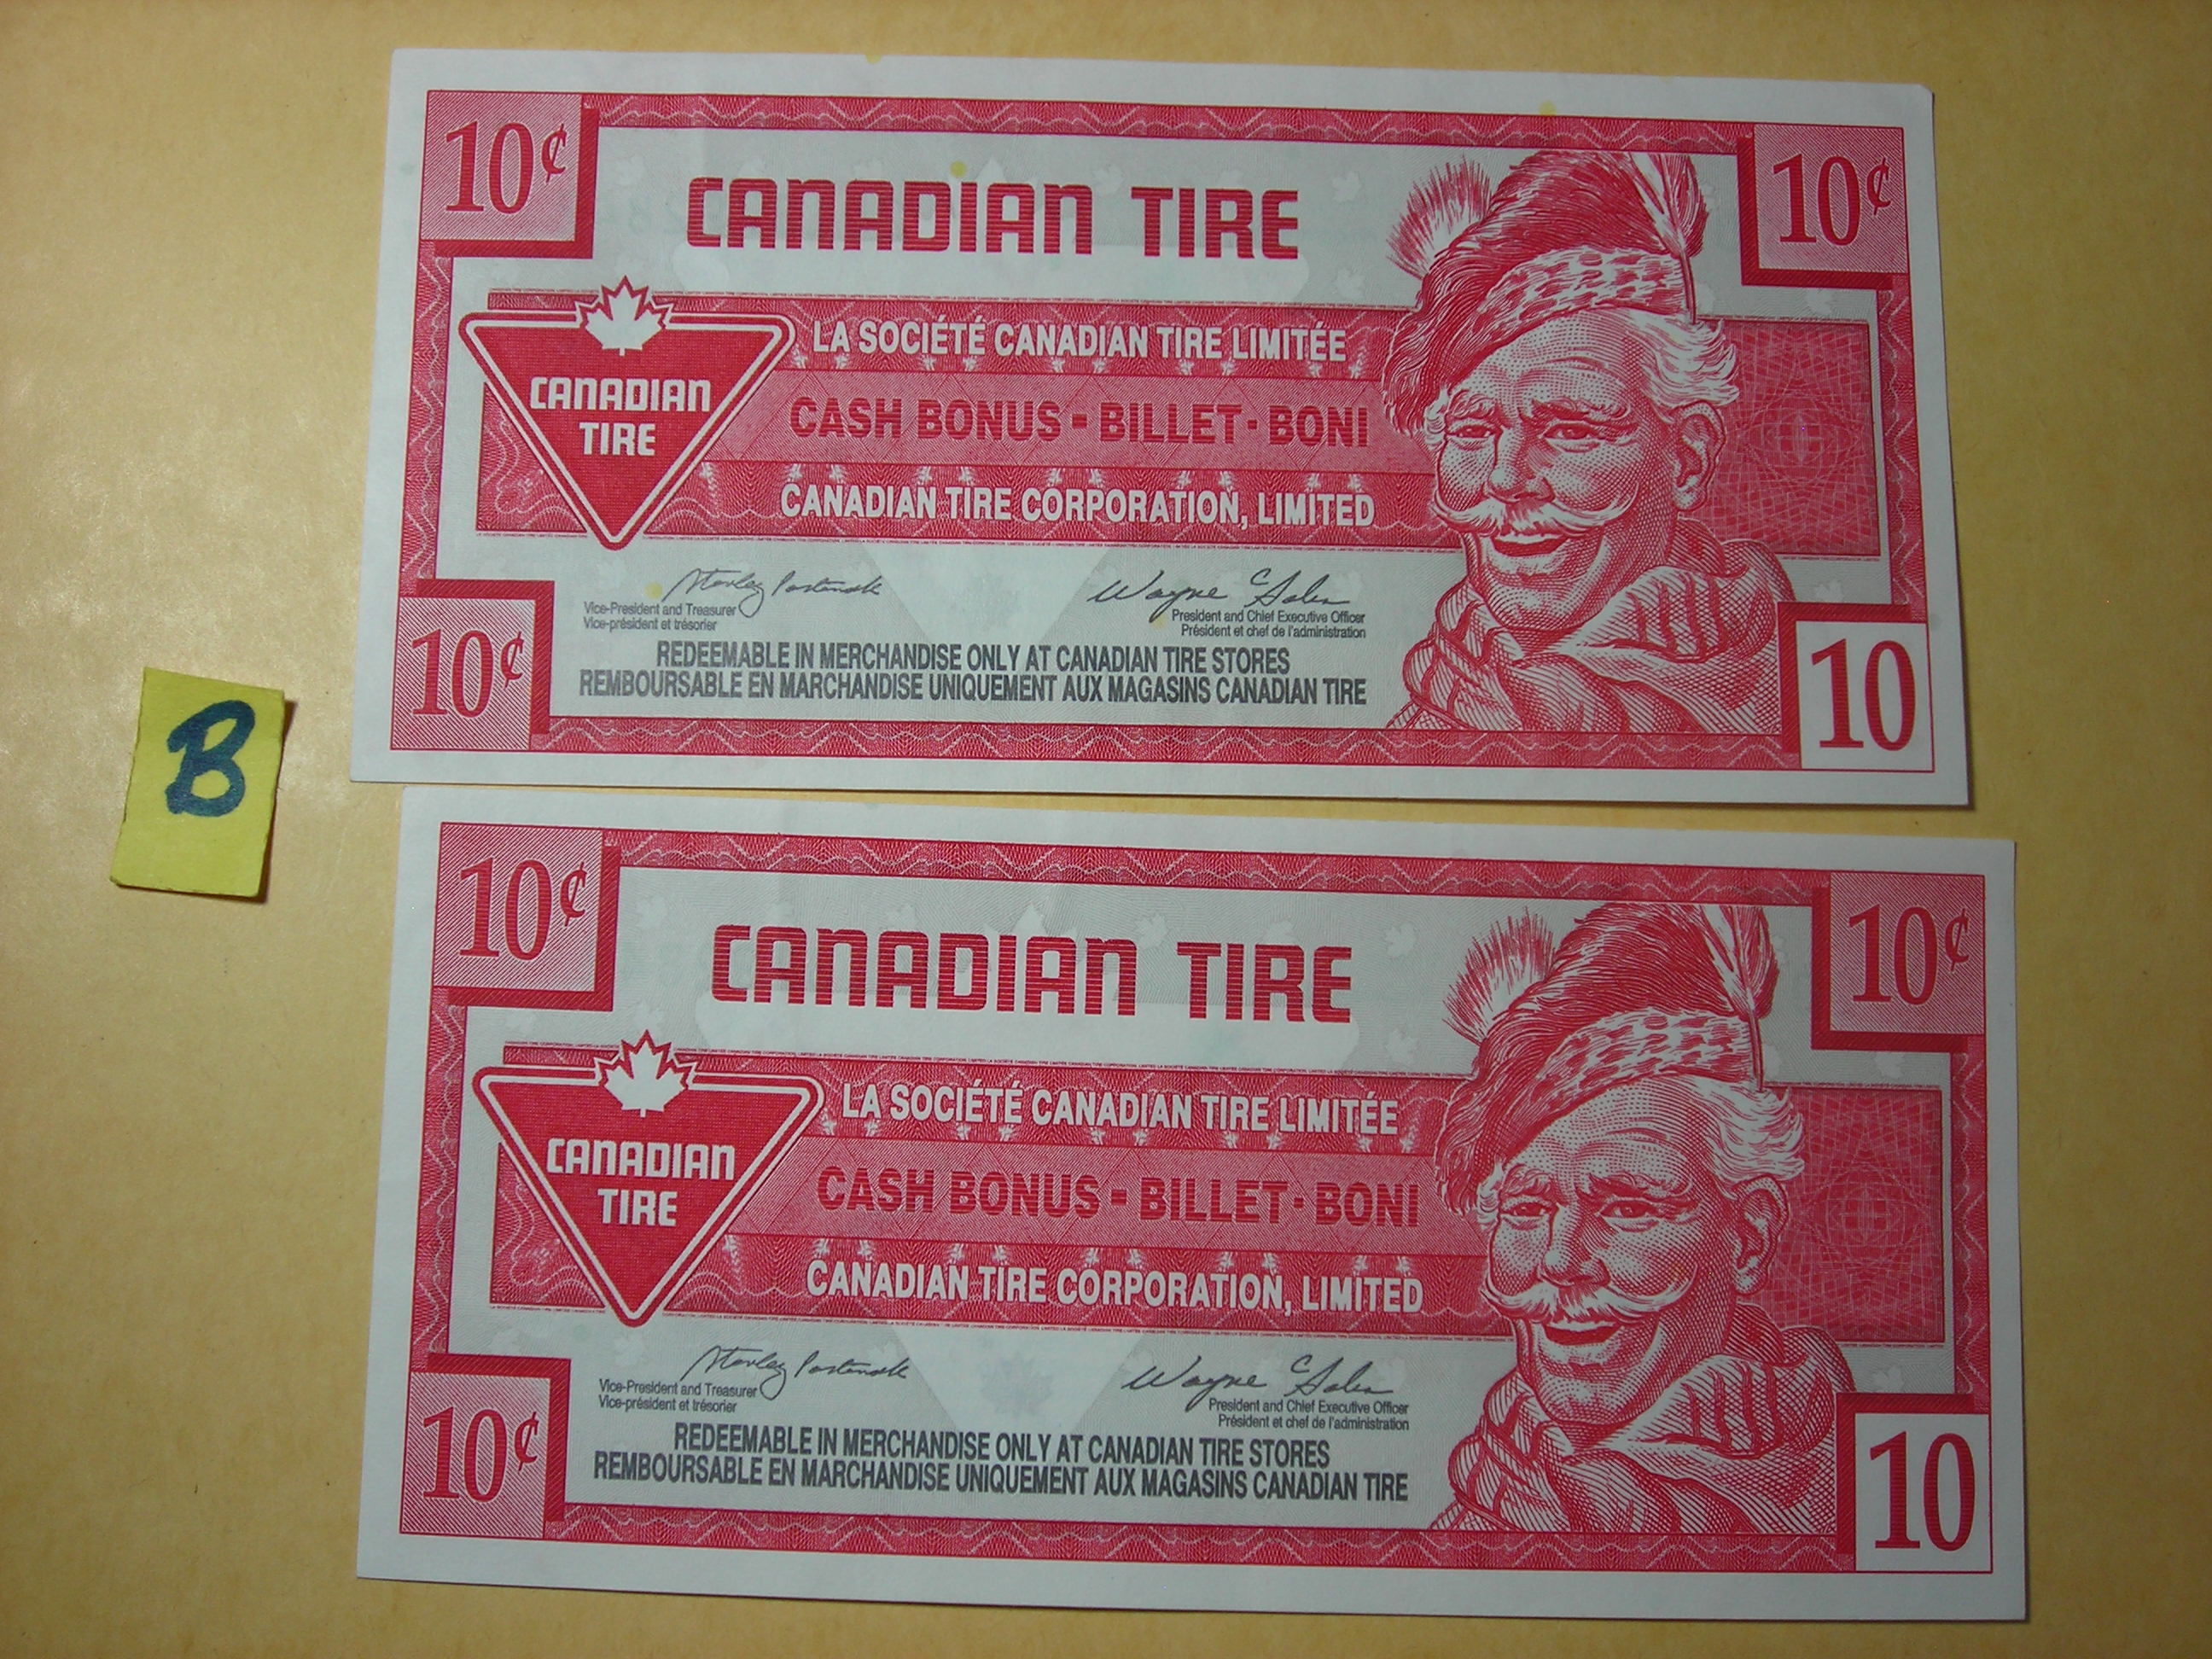 10¢
10¢
CANADIAN TIRE
LA SOCIÉTÉ CANADIAN TIRE LIMITÉE
CANADIAN
TIRE
CASH BONUS - BILLET - BONI
CANADIAN TIRE CORPORATION, LIMITED
Vice-President and Treasurer
Vice-président et trésorier
Wayne C
President and Chief Executive Officer
Président et chef de l'administration
REDEEMABLE IN MERCHANDISE ONLY AT CANADIAN TIRE STORES
REMBOURSABLE EN MARCHANDISE UNIQUEMENT AUX MAGASINS CANADIAN TIRE
10¢
10
B
10¢
10¢
CANADIAN TIRE
LA SOCIÉTÉ CANADIAN TIRE LIMITÉE
CANADIAN
TIRE
CASH BONUS - BILLET - BONI
CANADIAN TIRE CORPORATION, LIMITED
Vice-President and Treasurer
Vice-président et trésorier
Wayne C
President and Chief Executive Officer
Président et chef de l'administration
REDEEMABLE IN MERCHANDISE ONLY AT CANADIAN TIRE STORES
REMBOURSABLE EN MARCHANDISE UNIQUEMENT AUX MAGASINS CANADIAN TIRE
10¢
10